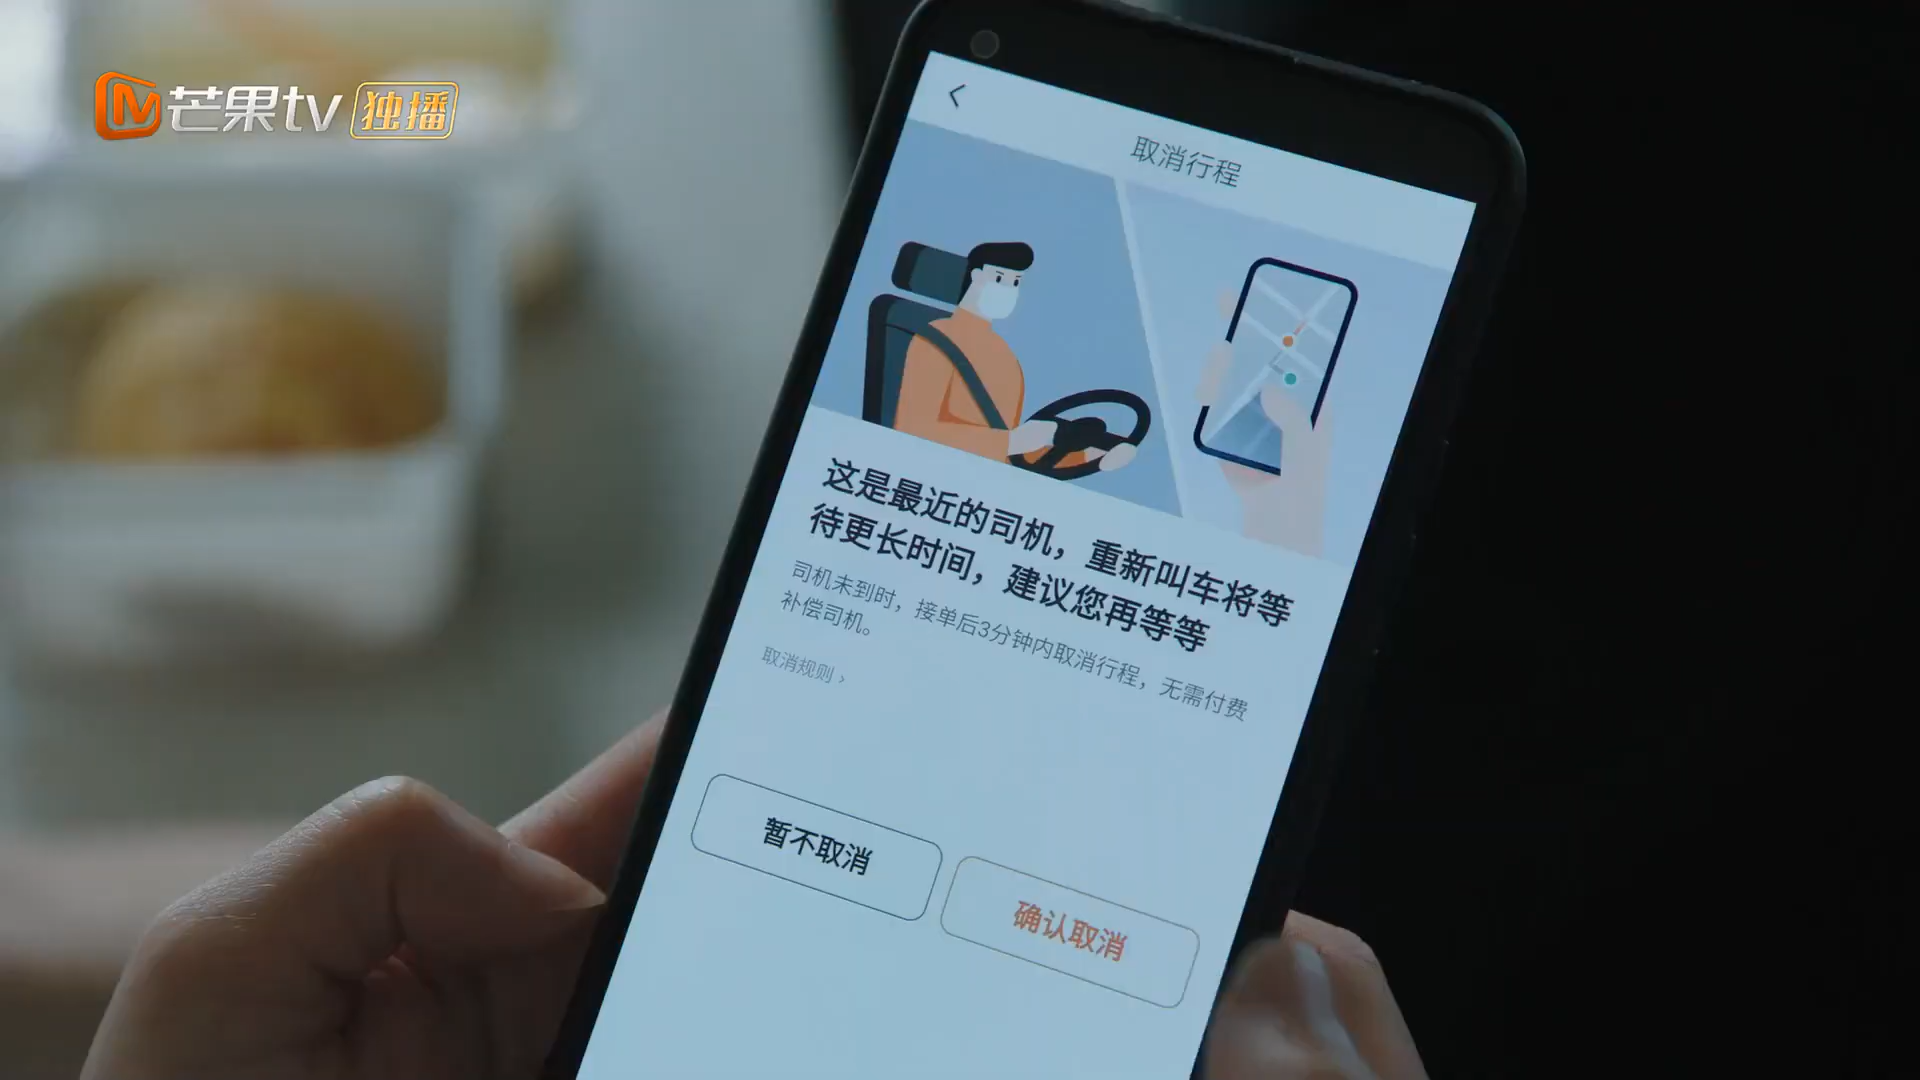 芒果tv 独播
取消行程
这是最近的司机，重新叫车将等
待更长时间，建议您再等等
司机未到时，接单后3分钟内取消行程，无需付费
补偿司机。
取消规则 ›
暂不取消
确认取消